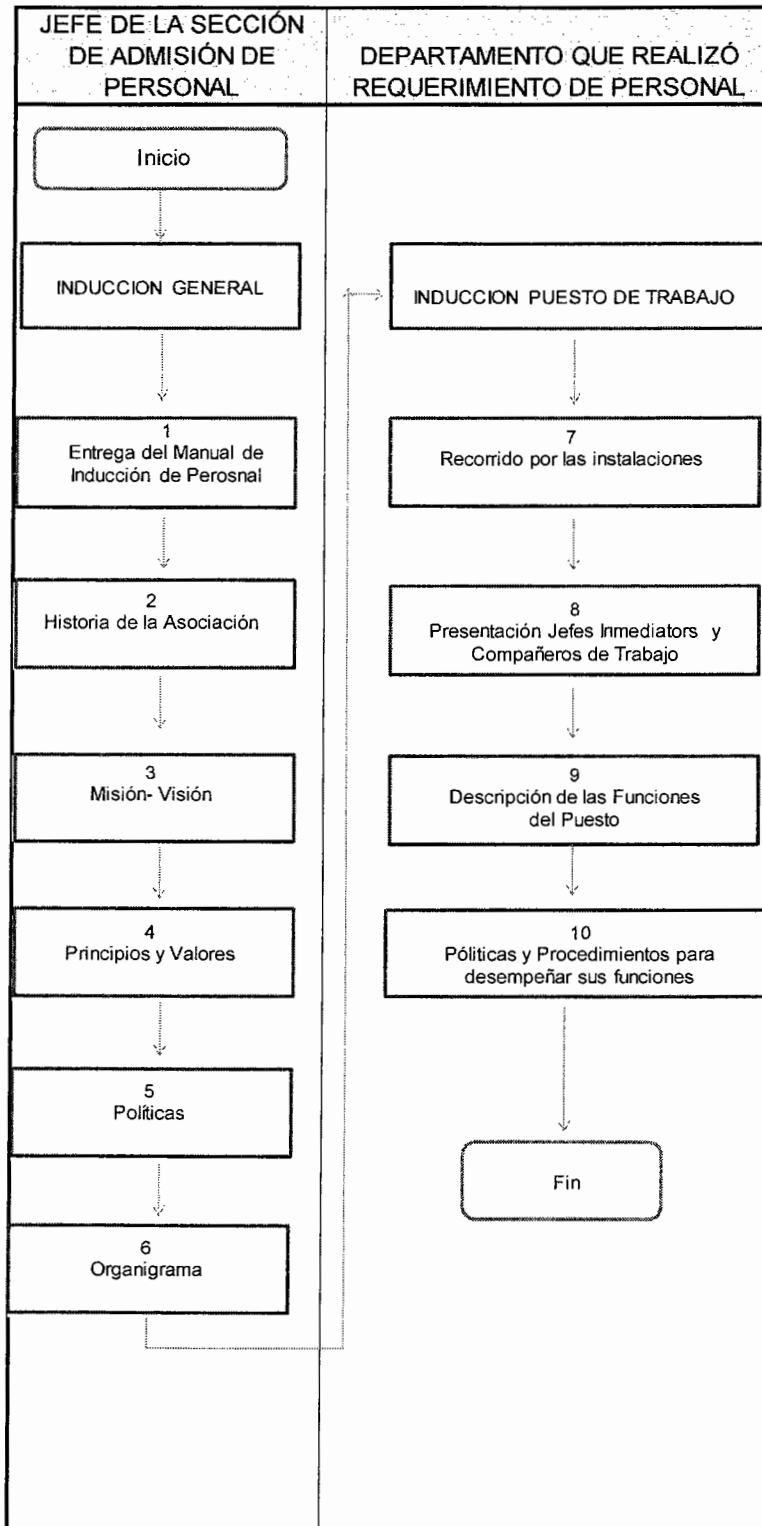 JEFE DE LA SECCIÓN
DE ADMISIÓN DE
PERSONAL
DEPARTAMENTO QUE REALIZÓ
REQUERIMIENTO DE PERSONAL
Inicio
INDUCCION GENERAL
1
Entrega del Manual de
Inducción de Perosnal
2
Historia de la Asociación
3
Misión- Visión
4
Principios y Valores
5
Políticas
6
Organigrama
INDUCCION PUESTO DE TRABAJO
7
Recorrido por las instalaciones
8
Presentación Jefes Inmediators y
Compañeros de Trabajo
9
Descripción de las Funciones
del Puesto
10
Póliticas y Procedimientos para
desempeñar sus funciones
Fin